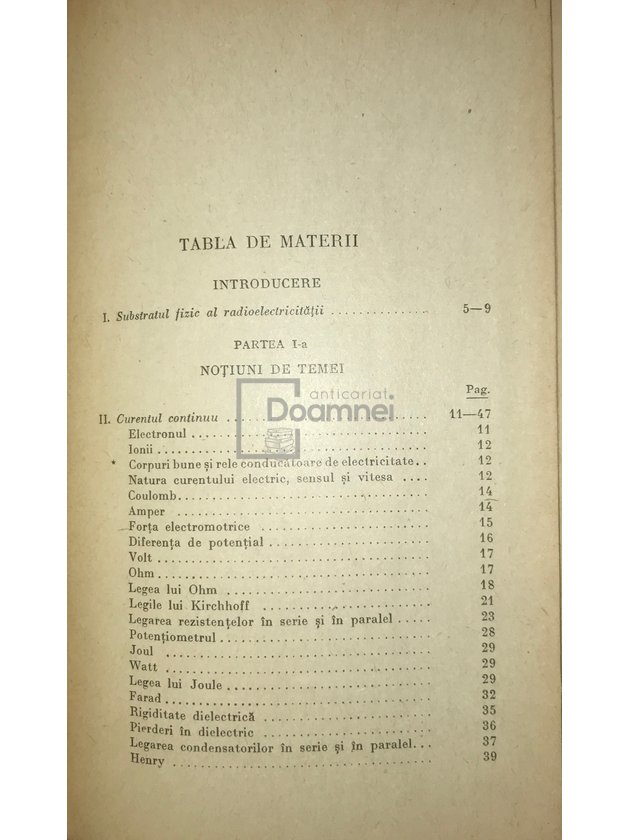 TABLA DE MATERII
INTRODUCERE
I. Substratul fizic al radioelectricității ............... 5—9
PARTEA I-a
NOȚIUNI DE TEMEI
anticariat
Doamnei
Pag.
II. Curentul continuu ............................ 11—47
Electronul ................................ 11
Ionii ..................................... 12
* Corpuri bune și rele conducătoare de electricitate.. 12
Natura curentului electric, sensul și vitesa .... 12
Coulomb................................... 14
Amper ..................................... 14
Forța electromotrice ......................... 15
Diferența de potențial ........................ 16
Volt....................................... 17
Ohm....................................... 17
Legea lui Ohm .............................. 18
Legile lui Kirchhoff ......................... 21
Legarea rezistențelor în serie și în paralel ..... 23
Potențiometrul .............................. 28
Joul ...................................... 29
Watt ...................................... 29
Legea lui Joule .............................. 29
Farad ..................................... 32
Rigiditate dielectrică ........................ 35
Pierderi în dielectric ........................ 36
Legarea condensatorilor în serie și în paralel... 37
Henry ..................................... 39